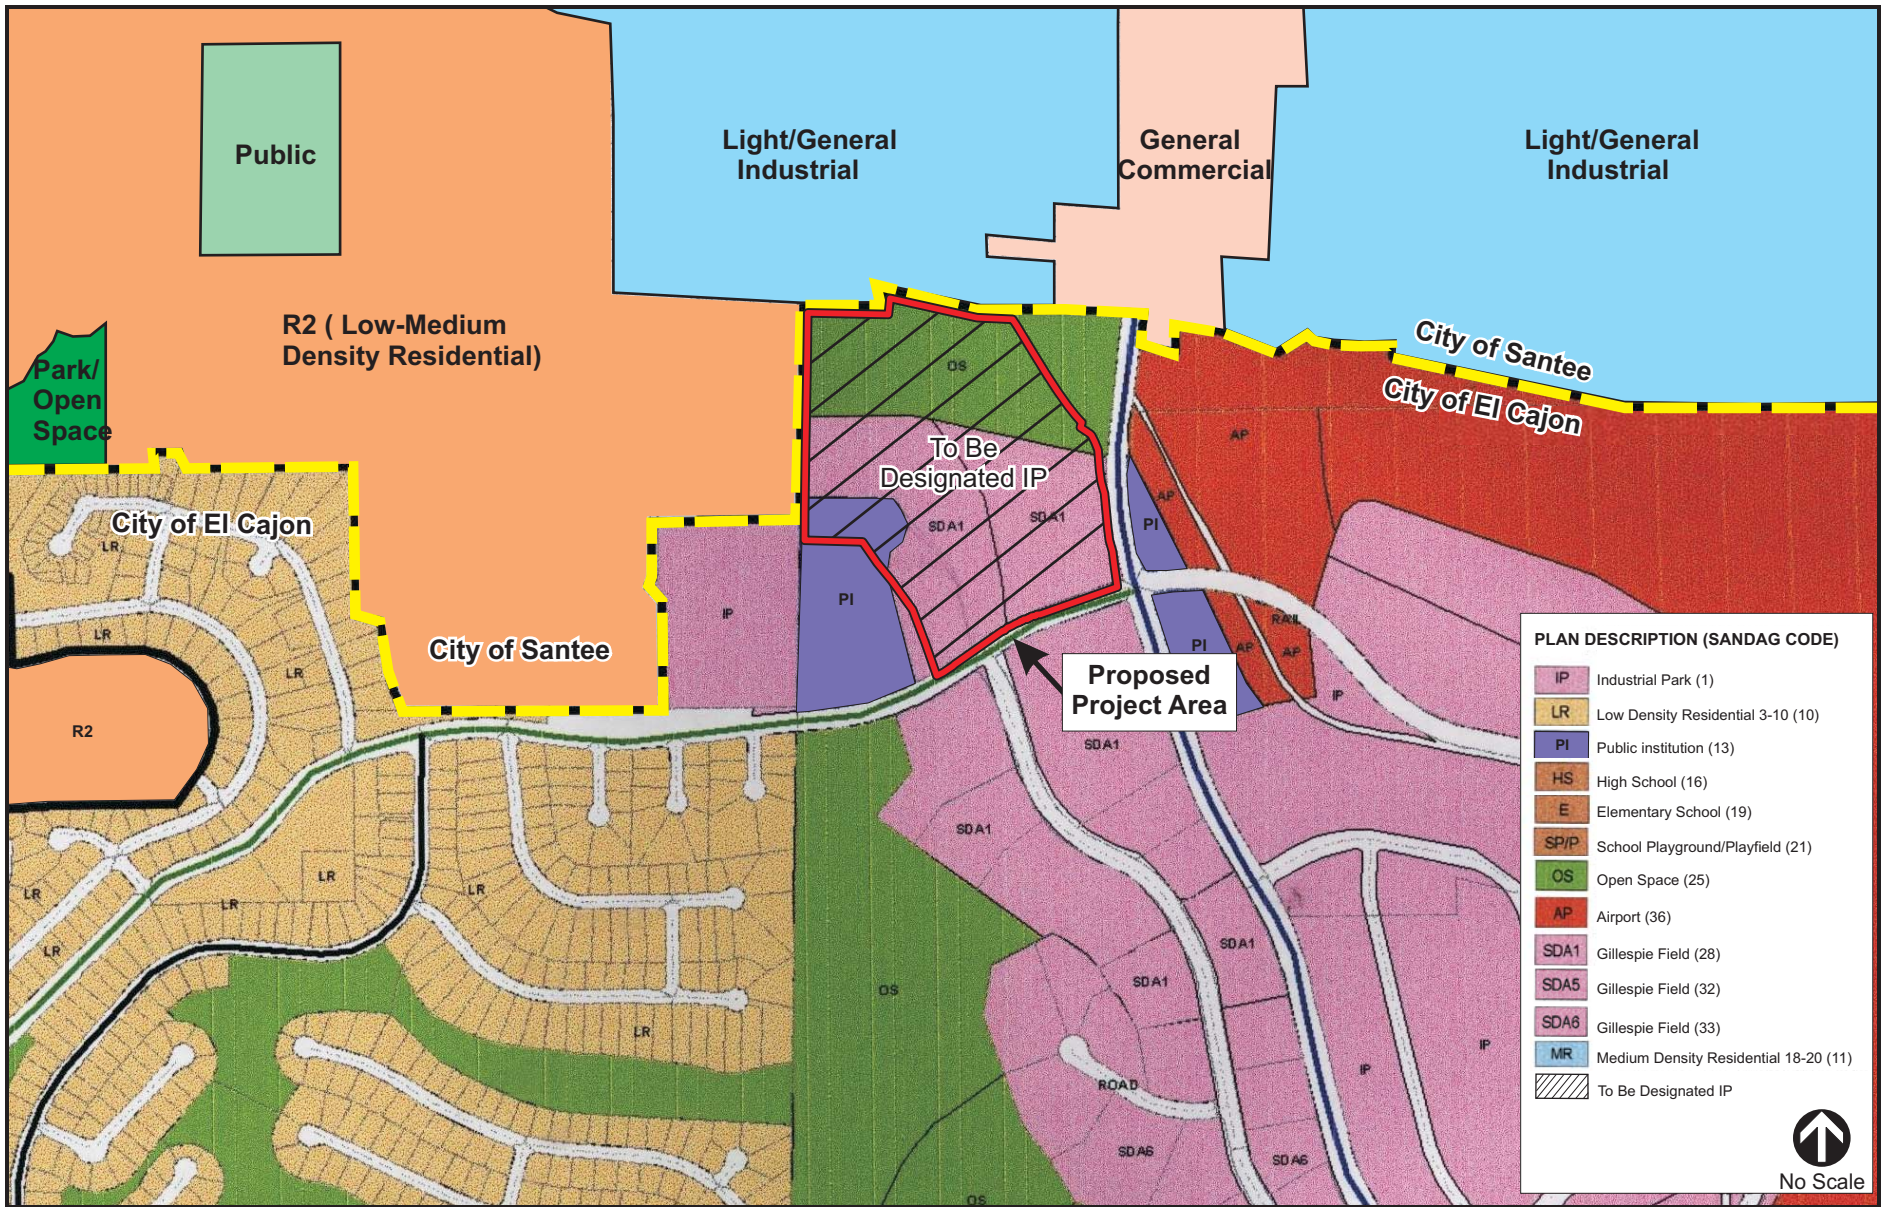 Public
Light/General
Industrial
General
Commercial
Light/General
Industrial
R2 ( Low-Medium
Density Residential)
Park/
Open
Space
City of Santee
City of El Cajon
OS
AP
To Be
Designated IP
AP
SDA1
SDA1
PI
City of El Cajon
LR
IP
PI
LR
RAIL
AP
AP
PI
City of Santee
LR
IP
Proposed
Project Area
R2
SDA1
SDA1
LR
LR
LR
LR
LR
SDA1
SDA1
OS
LR
IP
IP
ROAD
SDA6
SDA6
OS
PLAN DESCRIPTION (SANDAG CODE)
IP Industrial Park (1)
LR Low Density Residential 3-10 (10)
PI Public institution (13)
HS High School (16)
E Elementary School (19)
SP/P School Playground/Playfield (21)
OS Open Space (25)
AP Airport (36)
SDA1 Gillespie Field (28)
SDA5 Gillespie Field (32)
SDA6 Gillespie Field (33)
MR Medium Density Residential 18-20 (11)
To Be Designated IP
No Scale